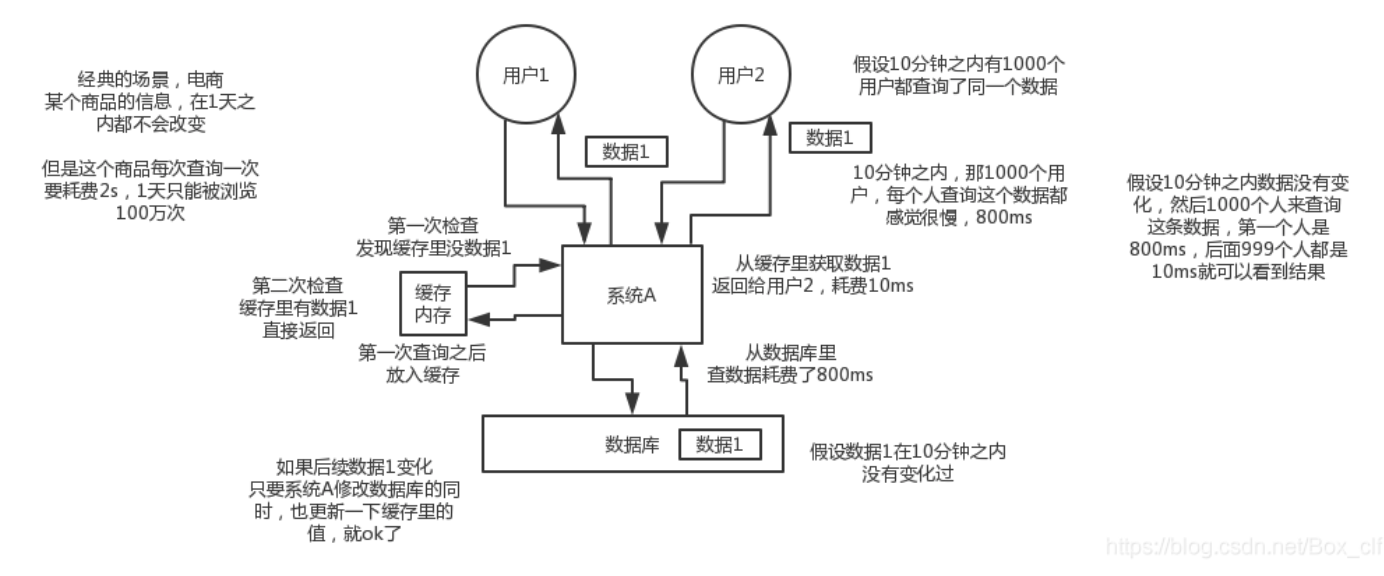 经典的场景，电商
某个商品的信息，在1天之
内都不会改变
但是这个商品每次查询一次
要耗费2s，1天只能被浏览
100万次
用户1
用户2
假设10分钟之内有1000个
用户都查询了同一个数据
数据1
数据1
10分钟之内，那1000个用
户，每个人查询这个数据都
感觉很慢，800ms
假设10分钟之内数据没有变
化，然后1000个人来查询
这条数据，第一个人是
800ms，后面999个人都是
10ms就可以看到结果
第一次检查
发现缓存里没数据1
第二次检查
缓存里有数据1
直接返回
缓存
内存
系统A
从缓存里获取数据1
返回给用户2，耗费10ms
第一次查询之后
放入缓存
从数据库里
查数据耗费了800ms
数据库
数据1
假设数据1在10分钟之内
没有变化过
如果后续数据1变化
只要系统A修改数据库的同
时，也更新一下缓存里的
值，就ok了
https://blog.csdn.net/Box_clf